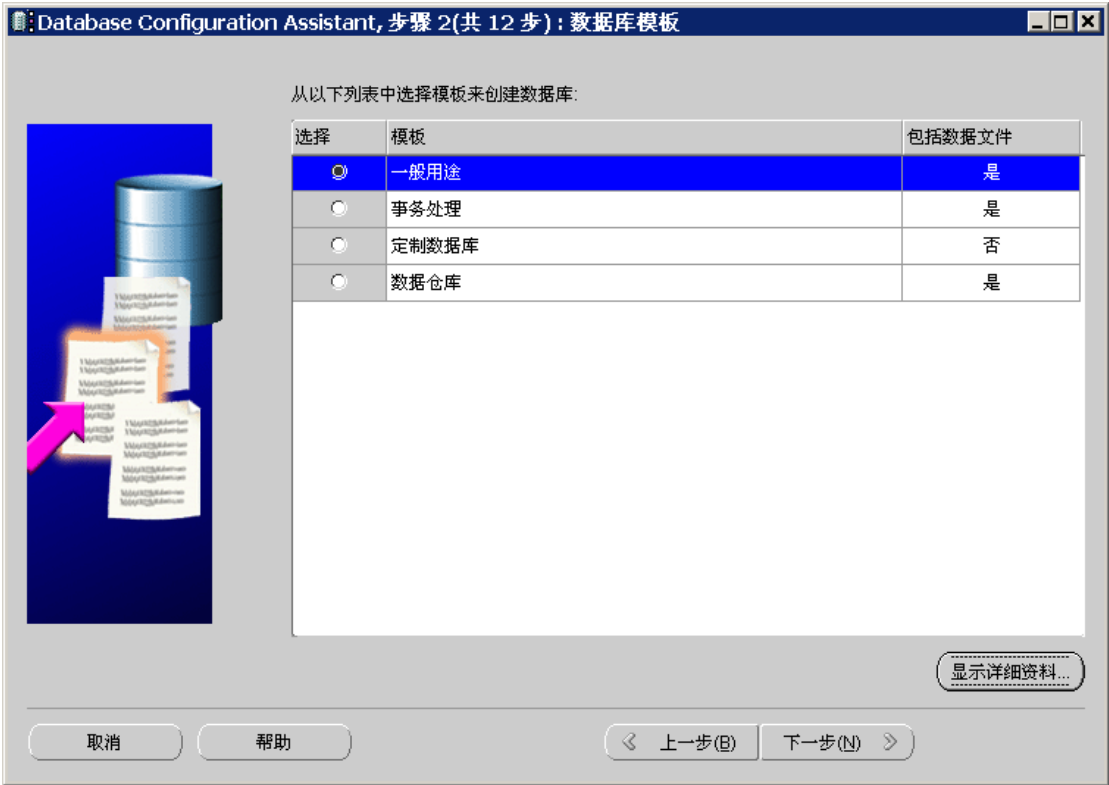 Database Configuration Assistant, 步骤 2(共 12 步) : 数据库模板
从以下列表中选择模板来创建数据库:
选择 模板 包括数据文件
一般用途 是
事务处理 是
定制数据库 否
数据仓库 是
显示详细资料...
取消 帮助 上一步(B) 下一步(N)